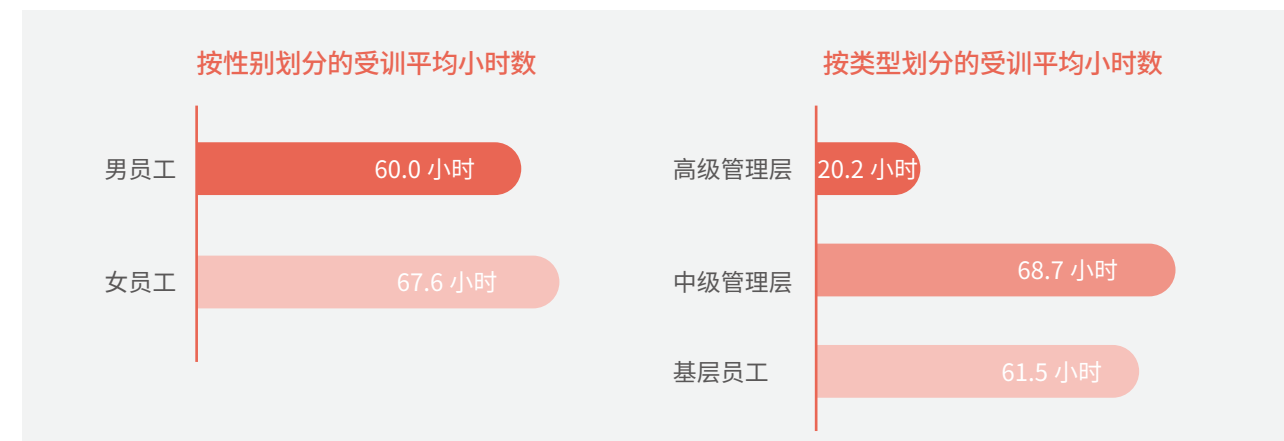 按性别划分的受训平均小时数
男员工 60.0 小时
女员工 67.6 小时
按类型划分的受训平均小时数
高级管理层 20.2 小时
中级管理层 68.7 小时
基层员工 61.5 小时